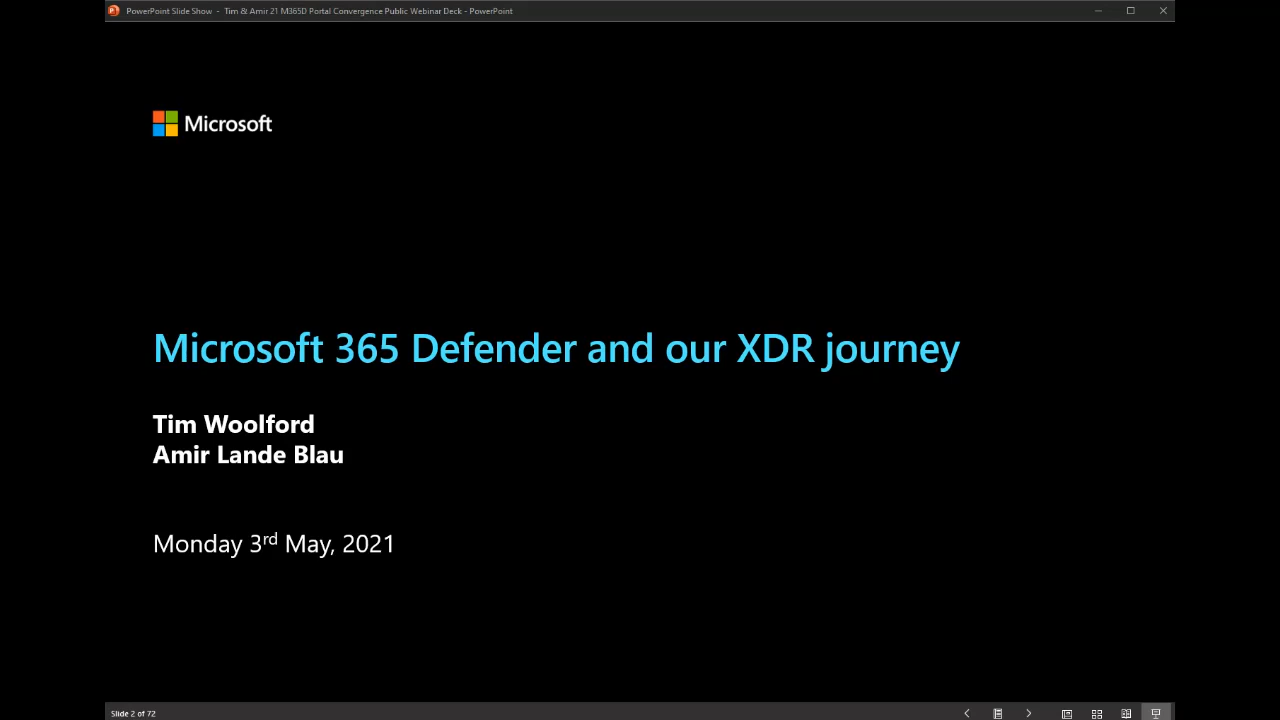 PowerPoint Slide Show - Tim & Amir 21 M365D Portal Convergence Public Webinar Deck - PowerPoint
Microsoft
Microsoft 365 Defender and our XDR journey
Tim Woolford
Amir Lande Blau
Monday 3rd May, 2021
Slide 2 of 72